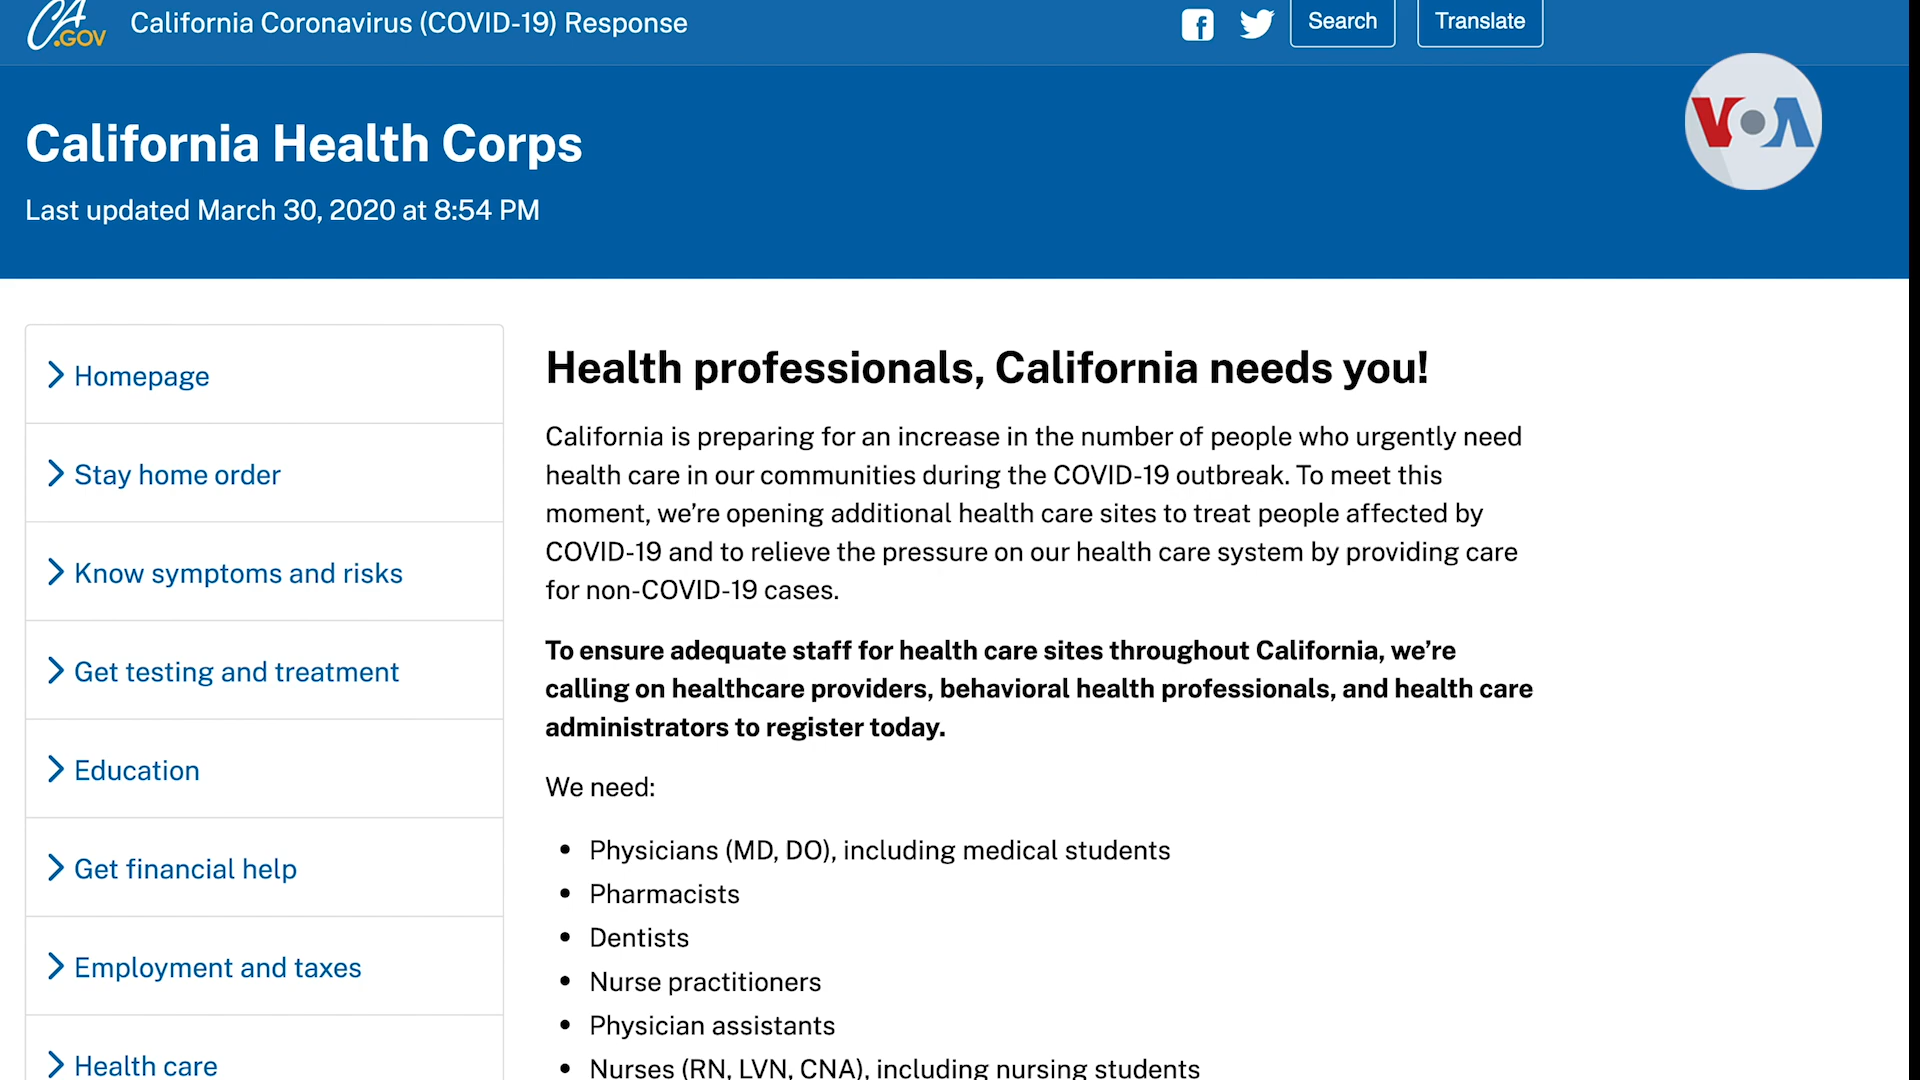 CA.GOV
California Coronavirus (COVID-19) Response
Search
Translate
VOA
California Health Corps
Last updated March 30, 2020 at 8:54 PM
Homepage
Stay home order
Know symptoms and risks
Get testing and treatment
Education
Get financial help
Employment and taxes
Health care
Health professionals, California needs you!
California is preparing for an increase in the number of people who urgently need
health care in our communities during the COVID-19 outbreak. To meet this
moment, we’re opening additional health care sites to treat people affected by
COVID-19 and to relieve the pressure on our health care system by providing care
for non-COVID-19 cases.
To ensure adequate staff for health care sites throughout California, we’re
calling on healthcare providers, behavioral health professionals, and health care
administrators to register today.
We need:
• Physicians (MD, DO), including medical students
• Pharmacists
• Dentists
• Nurse practitioners
• Physician assistants
• Nurses (RN, LVN, CNA), including nursing students